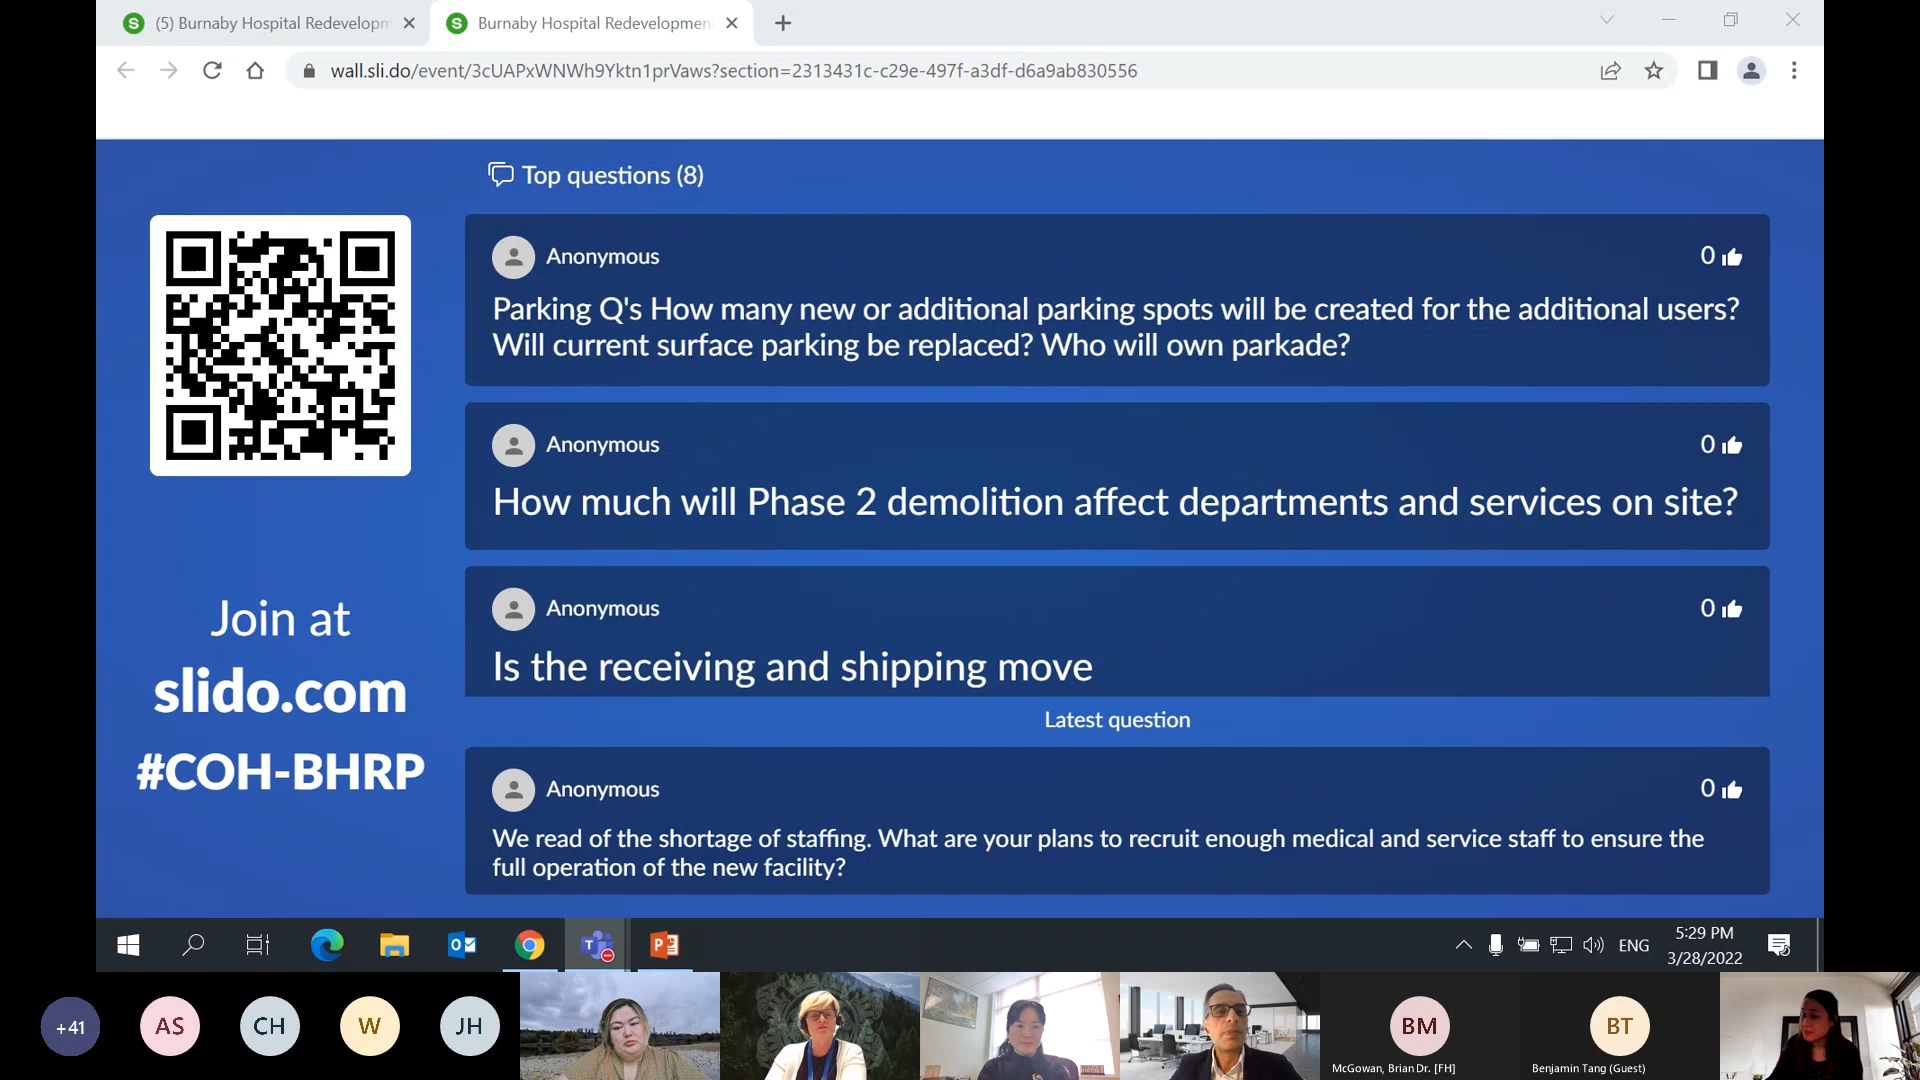 (5) Burnaby Hospital Redevelopm
Burnaby Hospital Redevelopmen
wall.sli.do/event/3cUAPxWNWh9Yktn1prVaws?section=2313431c-c29e-497f-a3df-d6a9ab830556
Top questions (8)
Anonymous
0
Parking Q's How many new or additional parking spots will be created for the additional users?
Will current surface parking be replaced? Who will own parkade?
Anonymous
0
How much will Phase 2 demolition affect departments and services on site?
Anonymous
0
Is the receiving and shipping move
Latest question
Anonymous
0
We read of the shortage of staffing. What are your plans to recruit enough medical and service staff to ensure the
full operation of the new facility?
Join at
slido.com
#COH-BHRP
ENG
5:29 PM
3/28/2022
+41
AS
CH
W
JH
BM
McGowan, Brian Dr. [FH]
BT
Benjamin Tang (Guest)